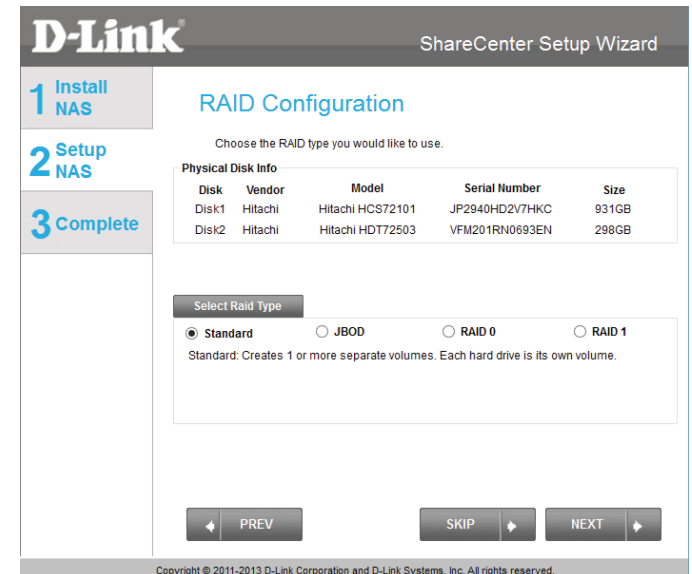 D-Link
ShareCenter Setup Wizard
1 Install NAS
2 Setup NAS
3 Complete
RAID Configuration
Choose the RAID type you would like to use.
Physical Disk Info
Disk Vendor Model Serial Number Size
Disk1 Hitachi Hitachi HCS72101 JP2940HD2V7HKC 931GB
Disk2 Hitachi Hitachi HDT72503 VFM201RN0693EN 298GB
Select Raid Type
Standard JBOD RAID 0 RAID 1
Standard: Creates 1 or more separate volumes. Each hard drive is its own volume.
PREV SKIP NEXT
Copyright © 2011-2013 D-Link Corporation and D-Link Systems, Inc. All rights reserved.